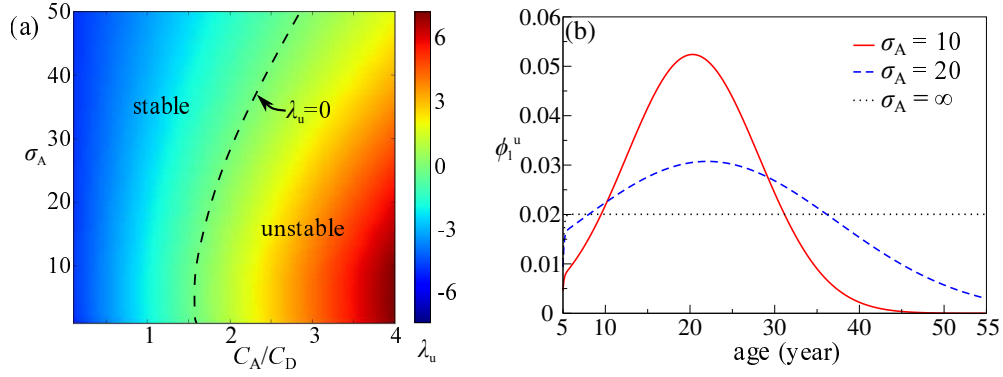 (a)
50
40
30
20
10
σA
stable
λu=0
unstable
1
2
3
4
CA/CD
6
3
0
-3
-6
λu
(b)
0.06
0.05
0.04
0.03
0.02
0.01
0
ϕ1u
σA = 10
σA = 20
σA = ∞
5
10
20
30
40
50
55
age (year)